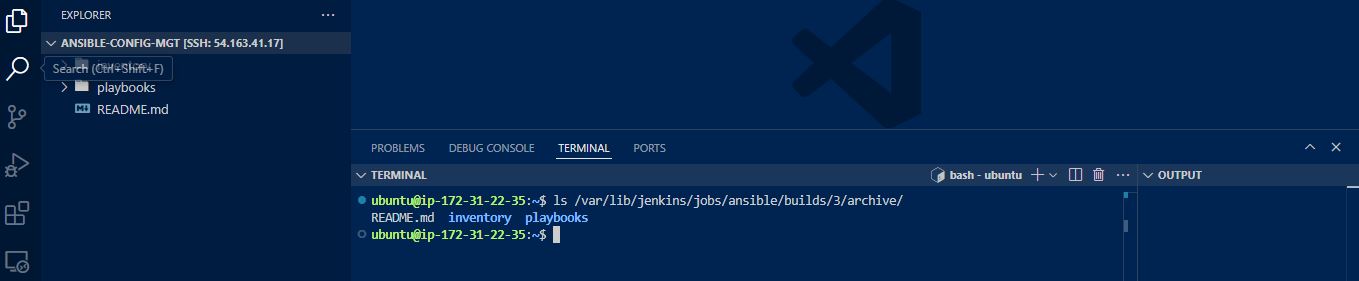 EXPLORER
ANSIBLE-CONFIG-MGT [SSH: 54.163.41.17]
Search (Ctrl+Shift+F)
playbooks
README.md
PROBLEMS DEBUG CONSOLE TERMINAL PORTS
TERMINAL bash - ubuntu OUTPUT
ubuntu@ip-172-31-22-35:~$ ls /var/lib/jenkins/jobs/ansible/builds/3/archive/
README.md inventory playbooks
ubuntu@ip-172-31-22-35:~$